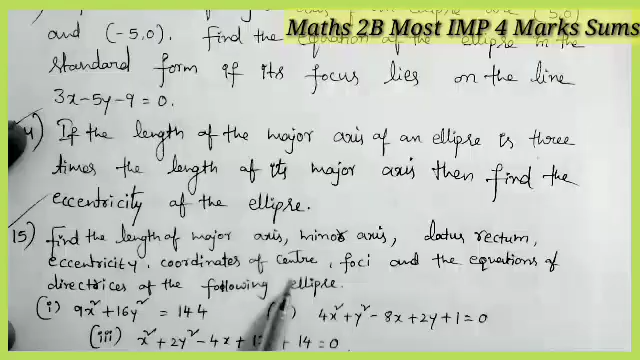 Maths 2B Most IMP 4 Marks Sums
(5,0)
and (-5,0). Find the equation of the ellipse in the
standard form if its focus lies on the line
3x-5y-9=0.
4) If the length of the major axis of an ellipse is three
times the length of its major axis then find the
eccentricity of the ellipse.
15) Find the length of major axis, minor axis, latus rectum,
eccentricity, coordinates of centre, foci and the equations of
directrices of the following ellipse.
(i) 9x²+16y²=144 4x²+y²-8x+2y+1=0
(iii) x²+2y²-4x+1 +14=0